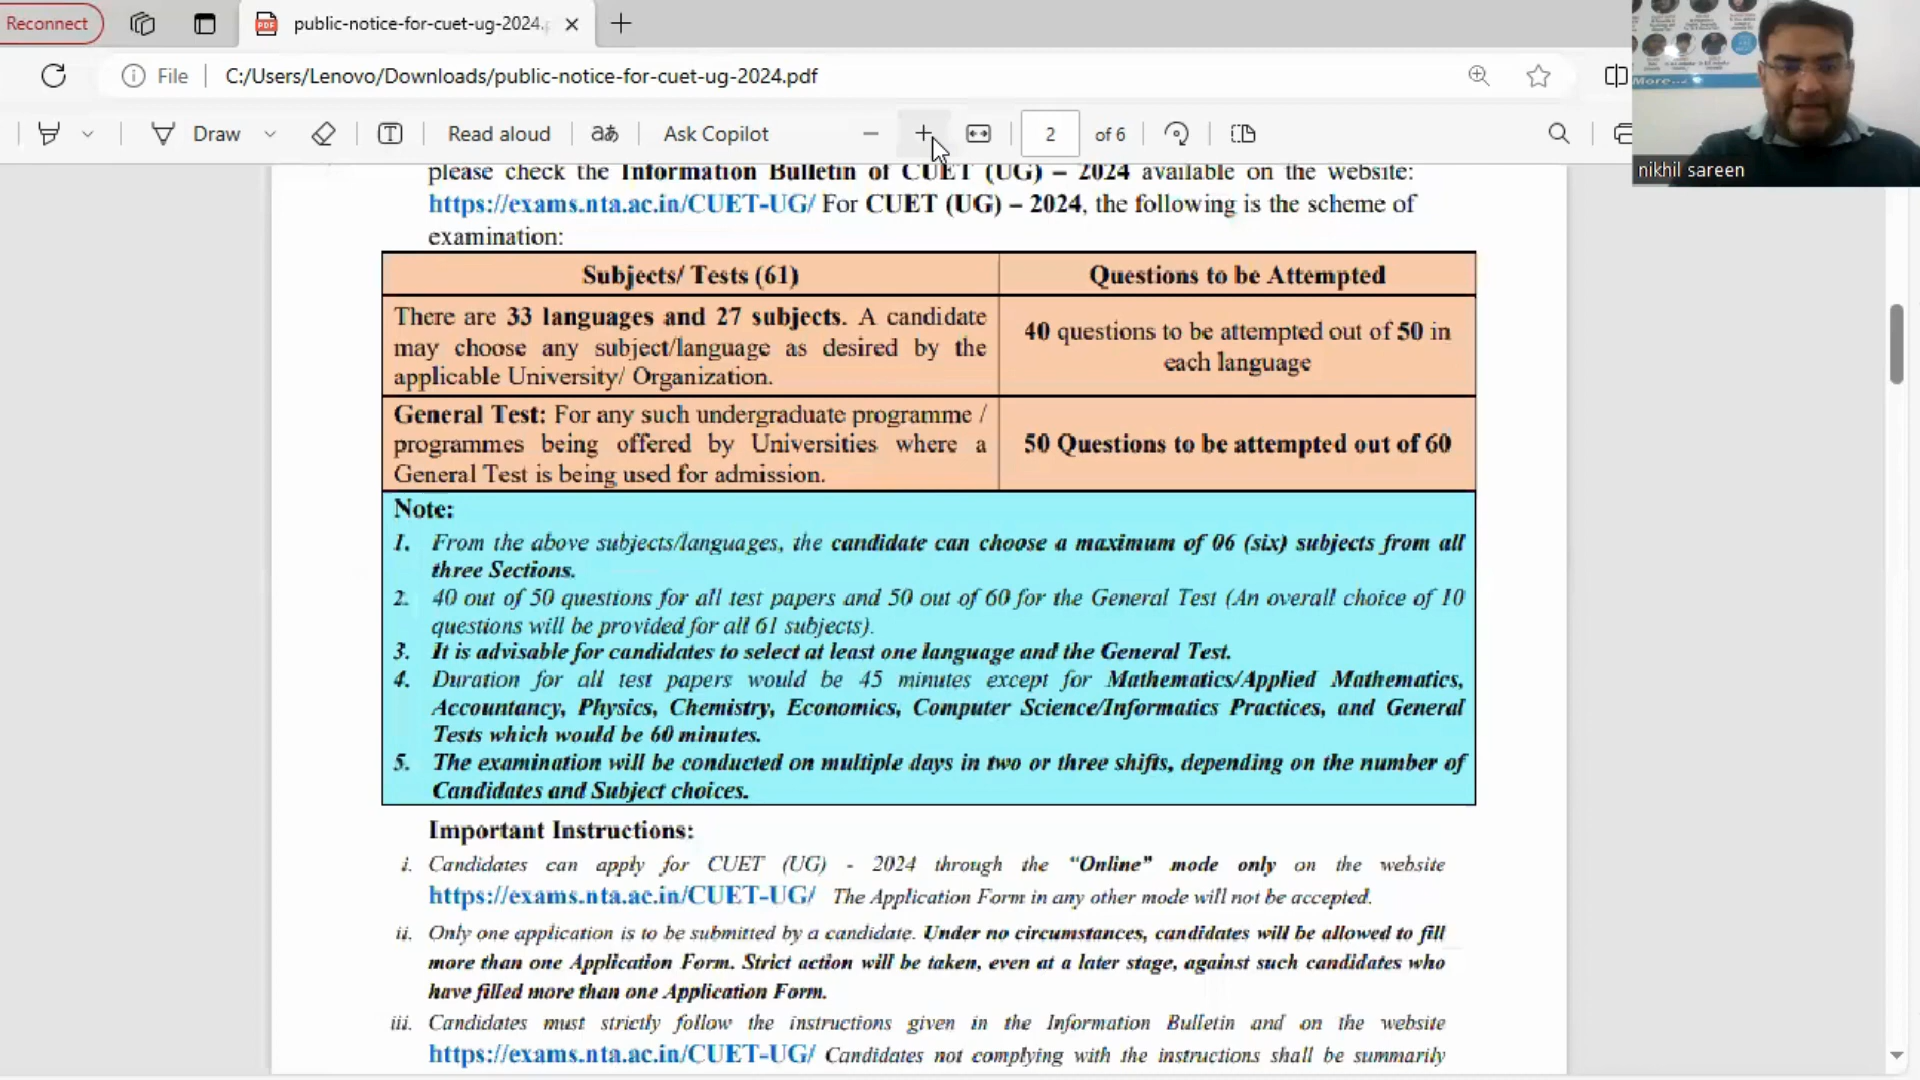 Reconnect
public-notice-for-cuet-ug-2024.
File
C:/Users/Lenovo/Downloads/public-notice-for-cuet-ug-2024.pdf
Draw
Read aloud
Ask Copilot
2
of 6
More...
nikhil sareen
please check the Information Bulletin of CUET (UG) – 2024 available on the website:
https://exams.nta.ac.in/CUET-UG/ For CUET (UG) – 2024, the following is the scheme of
examination:
Subjects/ Tests (61)
Questions to be Attempted
There are 33 languages and 27 subjects. A candidate
may choose any subject/language as desired by the
applicable University/ Organization.
40 questions to be attempted out of 50 in
each language
General Test: For any such undergraduate programme /
programmes being offered by Universities where a
General Test is being used for admission.
50 Questions to be attempted out of 60
Note:
1. From the above subjects/languages, the candidate can choose a maximum of 06 (six) subjects from all
three Sections.
2. 40 out of 50 questions for all test papers and 50 out of 60 for the General Test (An overall choice of 10
questions will be provided for all 61 subjects).
3. It is advisable for candidates to select at least one language and the General Test.
4. Duration for all test papers would be 45 minutes except for Mathematics/Applied Mathematics,
Accountancy, Physics, Chemistry, Economics, Computer Science/Informatics Practices, and General
Tests which would be 60 minutes.
5. The examination will be conducted on multiple days in two or three shifts, depending on the number of
Candidates and Subject choices.
Important Instructions:
i. Candidates can apply for CUET (UG) - 2024 through the “Online” mode only on the website
https://exams.nta.ac.in/CUET-UG/ The Application Form in any other mode will not be accepted.
ii. Only one application is to be submitted by a candidate. Under no circumstances, candidates will be allowed to fill
more than one Application Form. Strict action will be taken, even at a later stage, against such candidates who
have filled more than one Application Form.
iii. Candidates must strictly follow the instructions given in the Information Bulletin and on the website
https://exams.nta.ac.in/CUET-UG/ Candidates not complying with the instructions shall be summarily